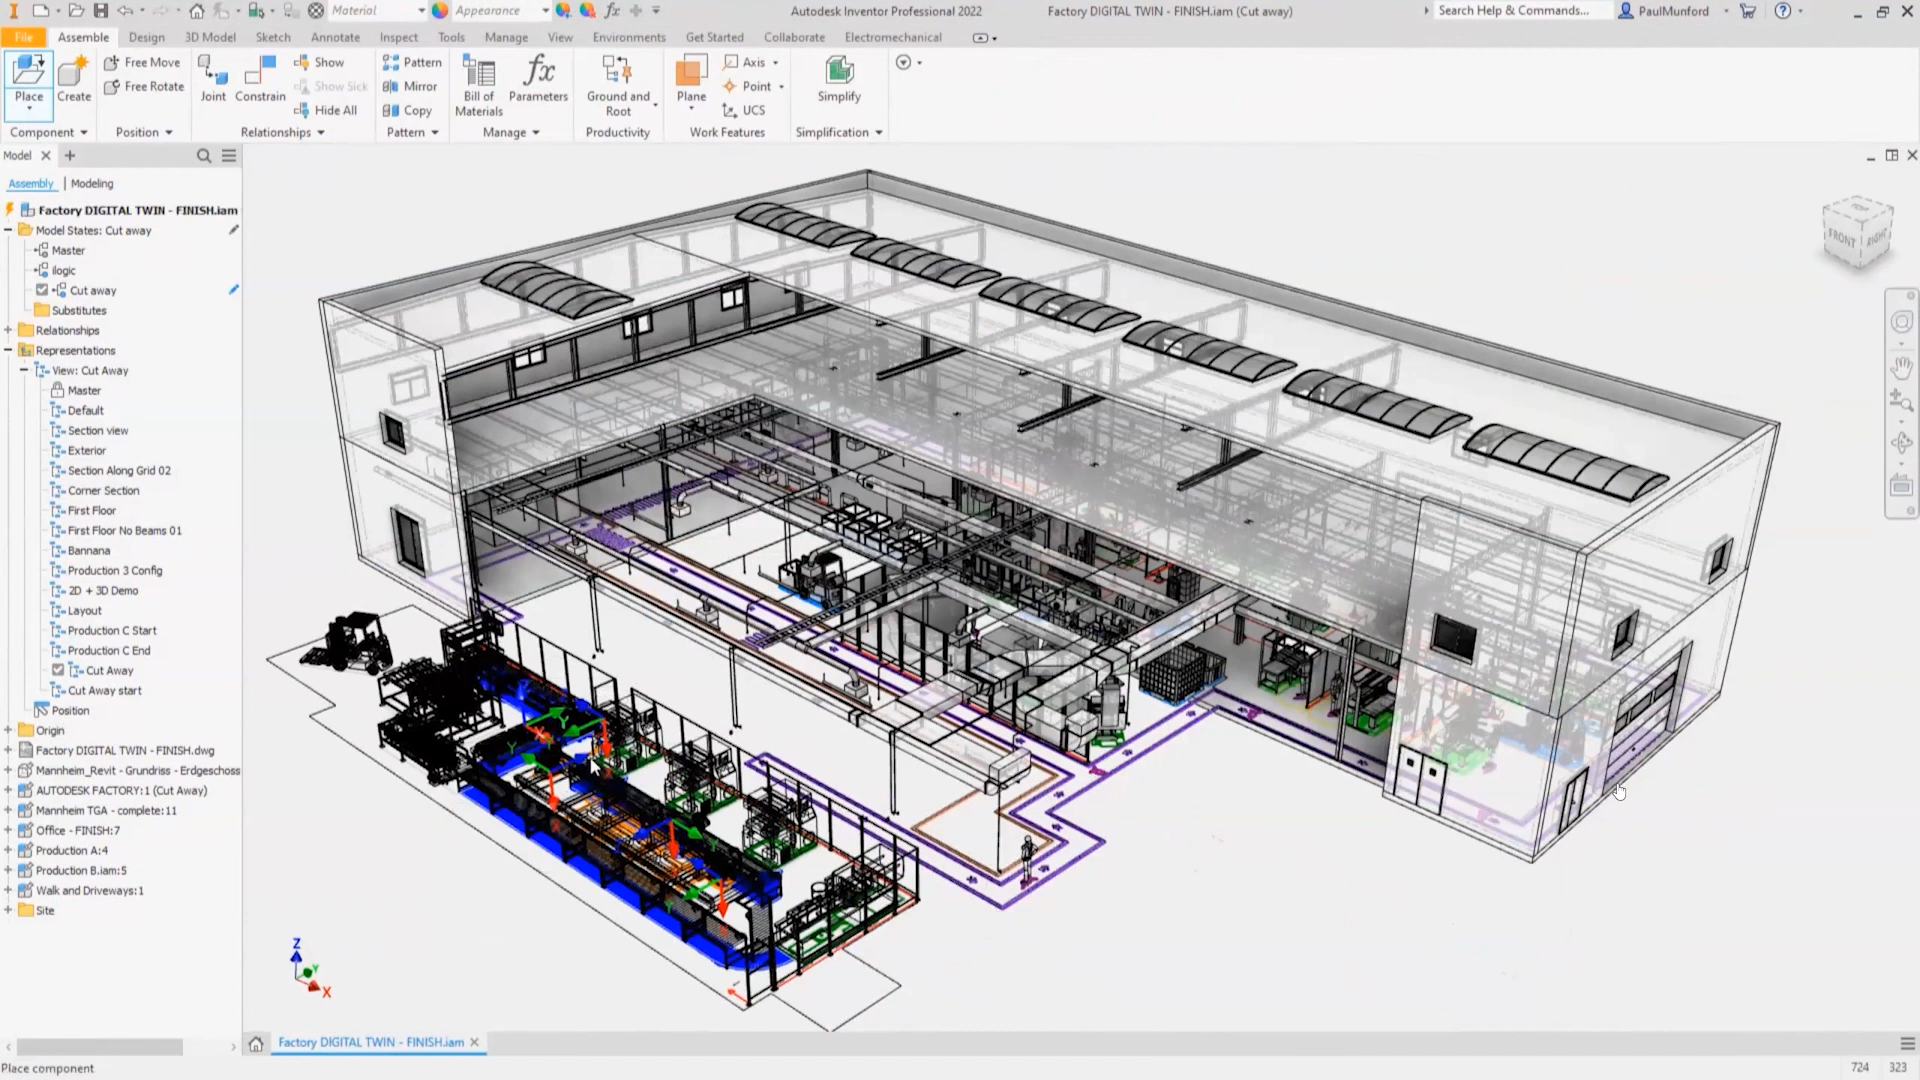 Material
Appearance
Autodesk Inventor Professional 2022
Factory DIGITAL TWIN - FINISH.iam (Cut away)
Search Help & Commands...
PaulMunford
File
Assemble
Design
3D Model
Sketch
Annotate
Inspect
Tools
Manage
View
Environments
Get Started
Collaborate
Electromechanical
Place
Create
Free Move
Free Rotate
Joint
Constrain
Show
Show Sick
Hide All
Pattern
Mirror
Copy
Bill of
Materials
fx
Parameters
Ground and
Root
Plane
Axis
Point
UCS
Simplify
Component
Position
Relationships
Pattern
Manage
Productivity
Work Features
Simplification
Model
Assembly
Modeling
Factory DIGITAL TWIN - FINISH.iam
Model States: Cut away
Master
ilogic
Cut away
Substitutes
Relationships
Representations
View: Cut Away
Master
Default
Section view
Exterior
Section Along Grid 02
Corner Section
First Floor
First Floor No Beams 01
Bannana
Production 3 Config
2D + 3D Demo
Layout
Production C Start
Production C End
Cut Away
Cut Away start
Position
Origin
Factory DIGITAL TWIN - FINISH.dwg
Mannheim_Revit - Grundriss - Erdgeschoss
AUTODESK FACTORY:1 (Cut Away)
Mannheim TGA - complete:11
Office - FINISH:7
Production A:4
Production B.iam:5
Walk and Driveways:1
Site
TOP
FRONT
RIGHT
Z
Y
X
Factory DIGITAL TWIN - FINISH.iam
Place component
724
323